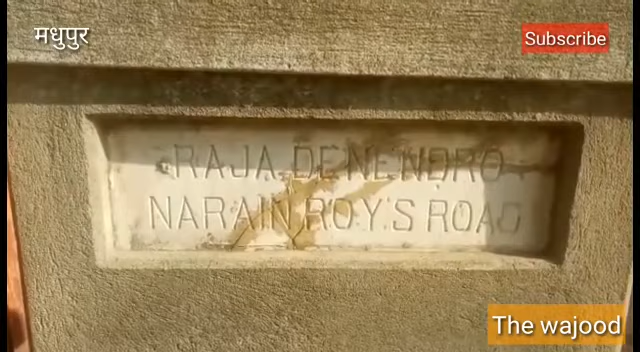 मधुपुर
Subscribe
RAJA DENENDRO
NARAIN ROY.S ROAD
The wajood